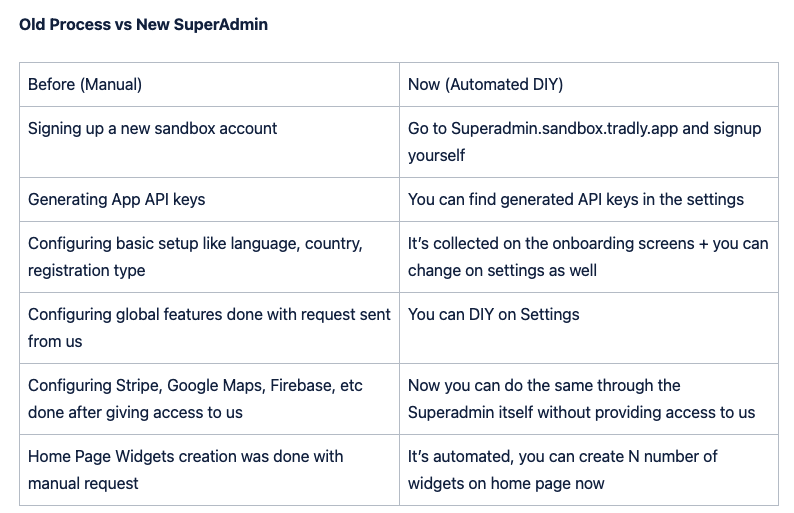 Old Process vs New SuperAdmin
Before (Manual)
Now (Automated DIY)
Signing up a new sandbox account
Go to Superadmin.sandbox.tradly.app and signup
yourself
Generating App API keys
You can find generated API keys in the settings
Configuring basic setup like language, country,
registration type
It’s collected on the onboarding screens + you can
change on settings as well
Configuring global features done with request sent
from us
You can DIY on Settings
Configuring Stripe, Google Maps, Firebase, etc
done after giving access to us
Now you can do the same through the
Superadmin itself without providing access to us
Home Page Widgets creation was done with
manual request
It’s automated, you can create N number of
widgets on home page now